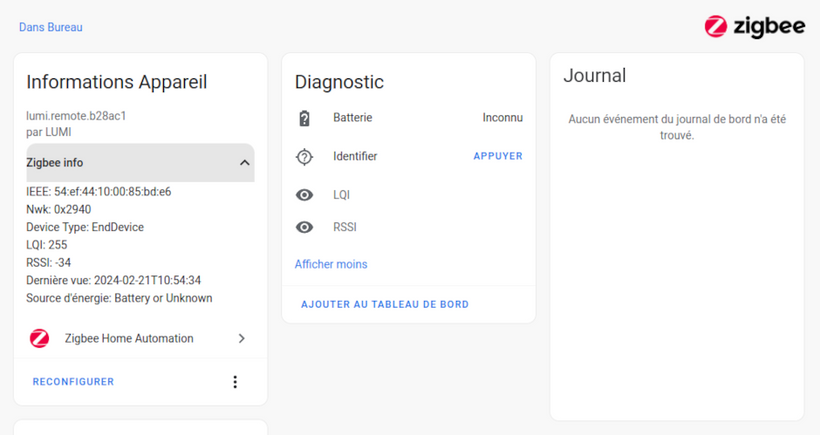 Dans Bureau
zigbee
Informations Appareil
lumi.remote.b28ac1
par LUMI
Zigbee info
IEEE: 54:ef:44:10:00:85:bd:e6
Nwk: 0x2940
Device Type: EndDevice
LQI: 255
RSSI: -34
Dernière vue: 2024-02-21T10:54:34
Source d'énergie: Battery or Unknown
Zigbee Home Automation
RECONFIGURER
Diagnostic
Batterie Inconnu
Identifier APPUYER
LQI
RSSI
Afficher moins
AJOUTER AU TABLEAU DE BORD
Journal
Aucun événement du journal de bord n'a été
trouvé.